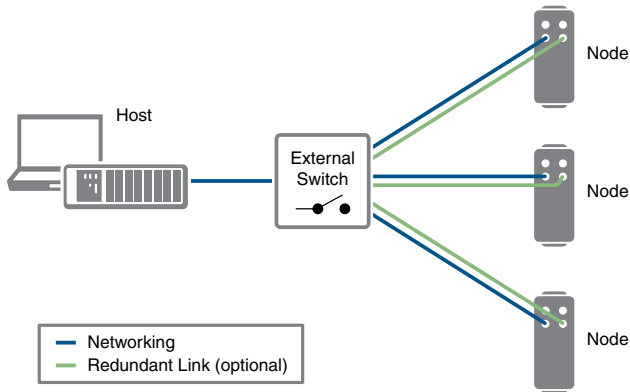 Node
Host
External
Switch
Node
Node
Networking
Redundant Link (optional)